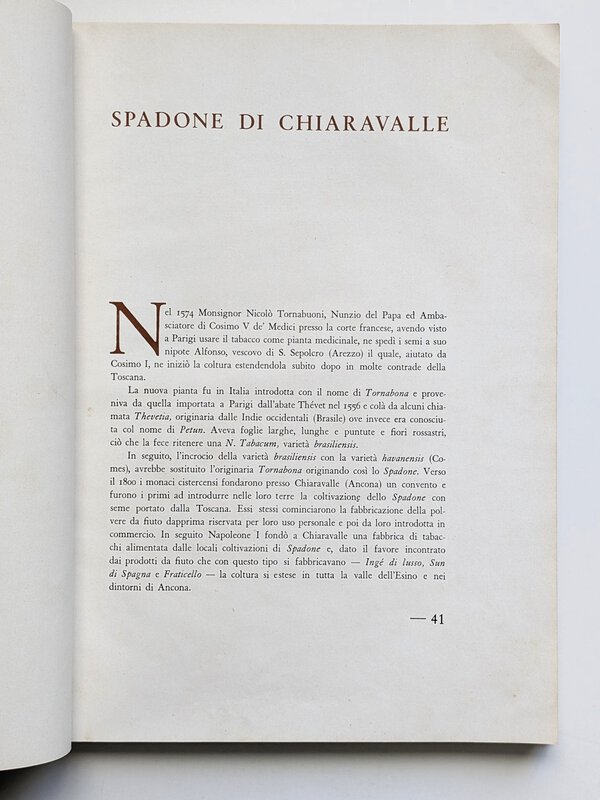 SPADONE DI CHIARAVALLE
Nel 1574 Monsignor Nicolò Tornabuoni, Nunzio del Papa ed Amba-
sciatore di Cosimo V de' Medici presso la corte francese, avendo visto
a Parigi usare il tabacco come pianta medicinale, ne spedì i semi a suo
nipote Alfonso, vescovo di S. Sepolcro (Arezzo) il quale, aiutato da
Cosimo I, ne iniziò la coltura estendendola subito dopo in molte contrade della
Toscana.
La nuova pianta fu in Italia introdotta con il nome di Tornabona e prove-
niva da quella importata a Parigi dall'abate Thévet nel 1556 e colà da alcuni chia-
mata Thevetia, originaria dalle Indie occidentali (Brasile) ove invece era conosciu-
ta col nome di Petun. Aveva foglie larghe, lunghe e puntute e fiori rossastri,
ciò che la fece ritenere una N. Tabacum, varietà brasiliensis.
In seguito, l'incrocio della varietà brasiliensis con la varietà havanensis (Co-
mes), avrebbe sostituito l'originaria Tornabona originando così lo Spadone. Verso
il 1800 i monaci cistercensi fondarono presso Chiaravalle (Ancona) un convento e
furono i primi ad introdurre nelle loro terre la coltivazione dello Spadone con
seme portato dalla Toscana. Essi stessi cominciarono la fabbricazione della pol-
vere da fiuto dapprima riservata per loro uso personale e poi da loro introdotta in
commercio. In seguito Napoleone I fondò a Chiaravalle una fabbrica di tabac-
chi alimentata dalle locali coltivazioni di Spadone e, dato il favore incontrato
dai prodotti da fiuto che con questo tipo si fabbricavano — Ingé di lusso, Sun
di Spagna e Fraticello — la coltura si estese in tutta la valle dell'Esino e nei
dintorni di Ancona.
— 41